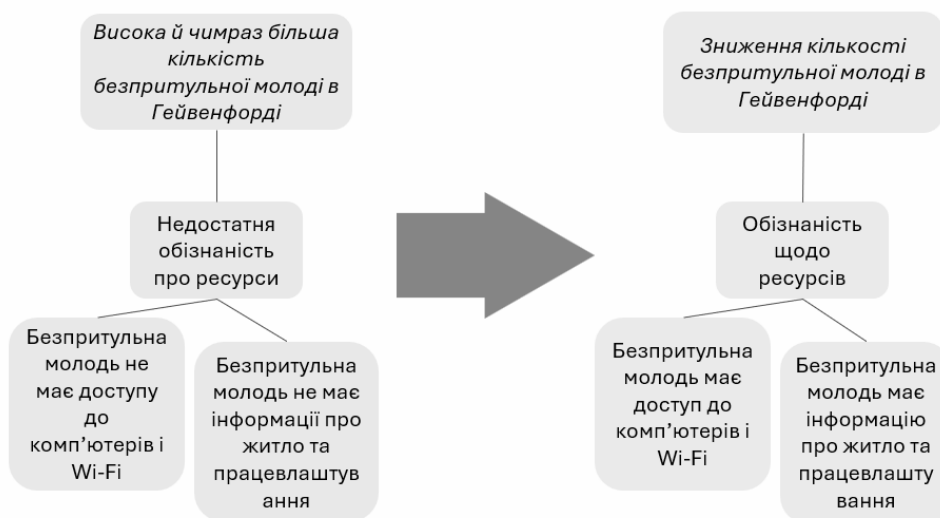 Висока й чимраз більша
кількість
безпритульної молоді в
Гейвенфорді
Недостатня
обізнаність
про ресурси
Безпритульна
молодь не
має доступу
до
комп’ютерів і
Wi-Fi
Безпритульна
молодь не має
інформації про
житло та
працевлаштув
ання
Зниження кількості
безпритульної молоді в
Гейвенфорді
Обізнаність
щодо
ресурсів
Безпритульна
молодь має
доступ до
комп’ютерів і
Wi-Fi
Безпритульна
молодь має
інформацію
про житло та
працевлашту
вання